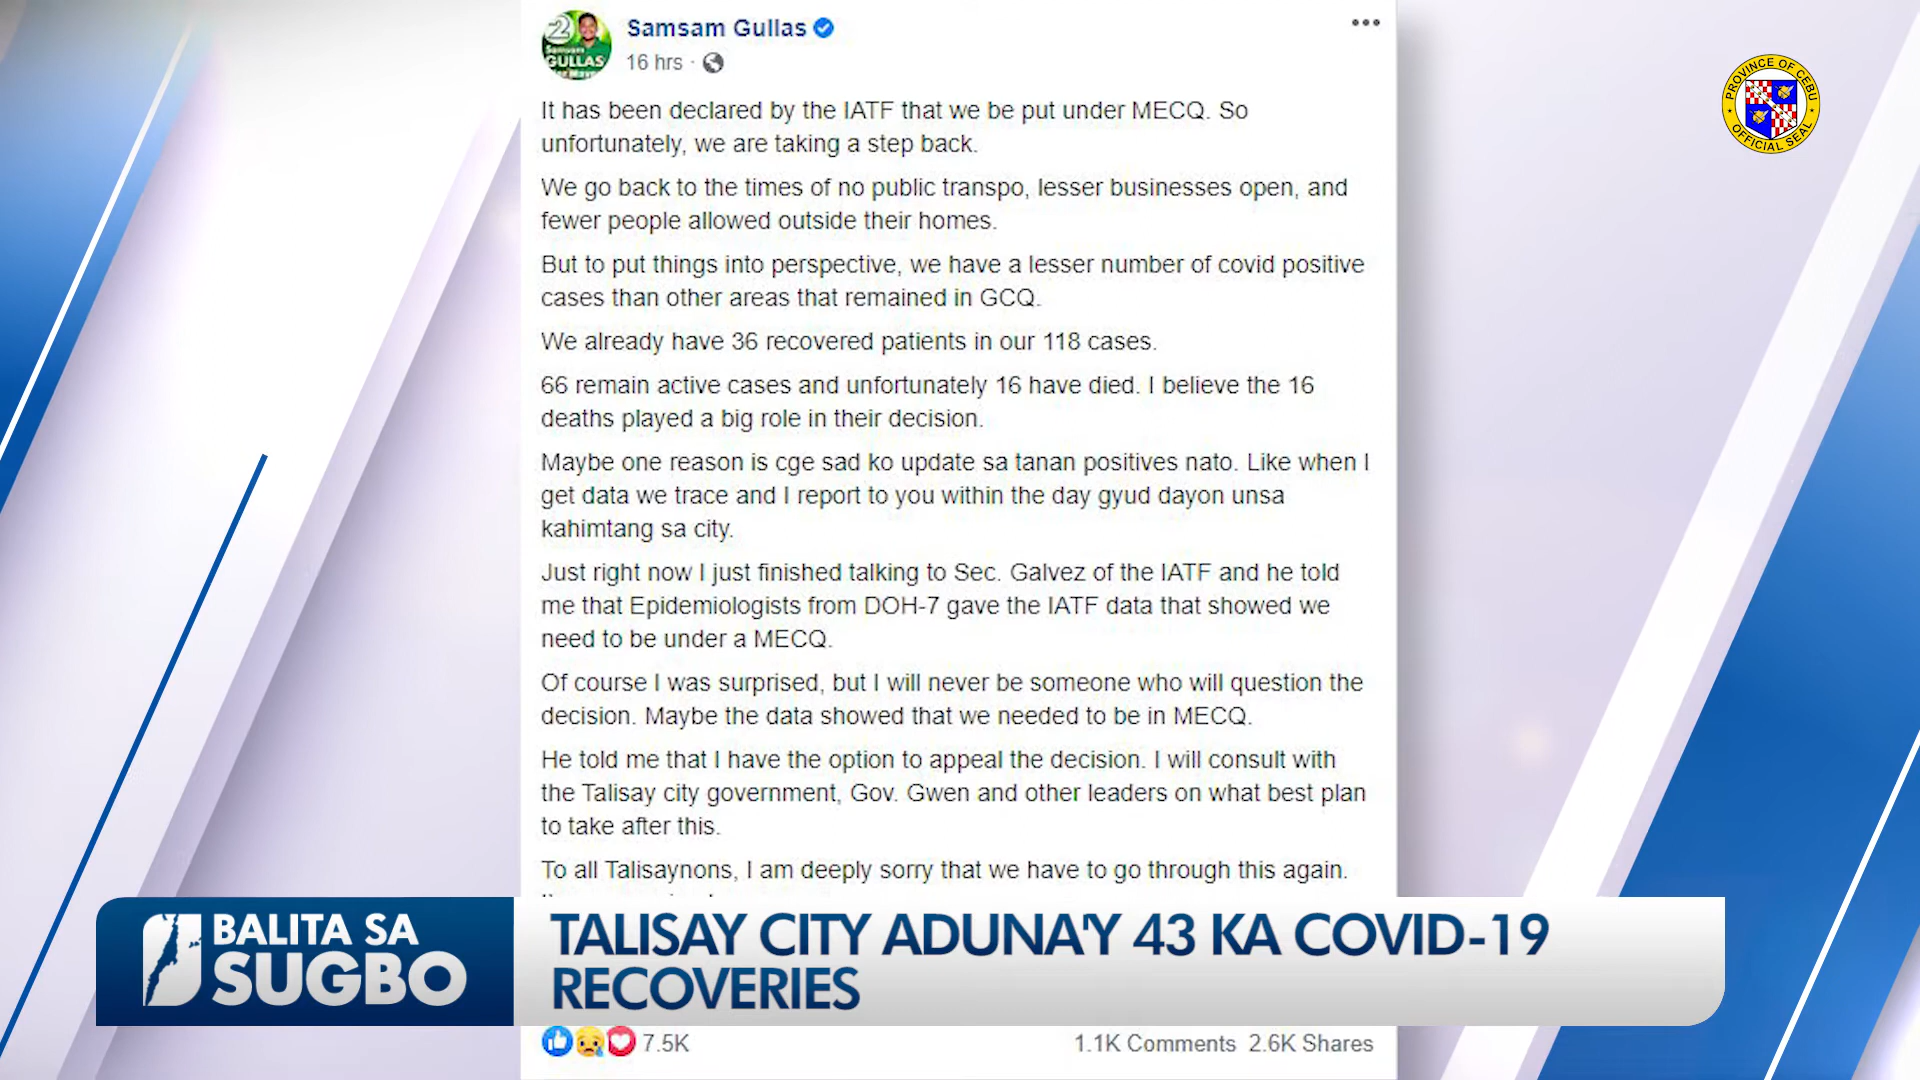 Samsam Gullas
16 hrs ·
2
Samsam
GULLAS
PROVINCE OF CEBU
OFFICIAL SEAL
It has been declared by the IATF that we be put under MECQ. So
unfortunately, we are taking a step back.
We go back to the times of no public transpo, lesser businesses open, and
fewer people allowed outside their homes.
But to put things into perspective, we have a lesser number of covid positive
cases than other areas that remained in GCQ.
We already have 36 recovered patients in our 118 cases.
66 remain active cases and unfortunately 16 have died. I believe the 16
deaths played a big role in their decision.
Maybe one reason is cge sad ko update sa tanan positives nato. Like when I
get data we trace and I report to you within the day gyud dayon unsa
kahimtang sa city.
Just right now I just finished talking to Sec. Galvez of the IATF and he told
me that Epidemiologists from DOH-7 gave the IATF data that showed we
need to be under a MECQ.
Of course I was surprised, but I will never be someone who will question the
decision. Maybe the data showed that we needed to be in MECQ.
He told me that I have the option to appeal the decision. I will consult with
the Talisay city government, Gov. Gwen and other leaders on what best plan
to take after this.
To all Talisaynons, I am deeply sorry that we have to go through this again.
BALITA SA
SUGBO
TALISAY CITY ADUNA'Y 43 KA COVID-19
RECOVERIES
7.5K
1.1K Comments 2.6K Shares